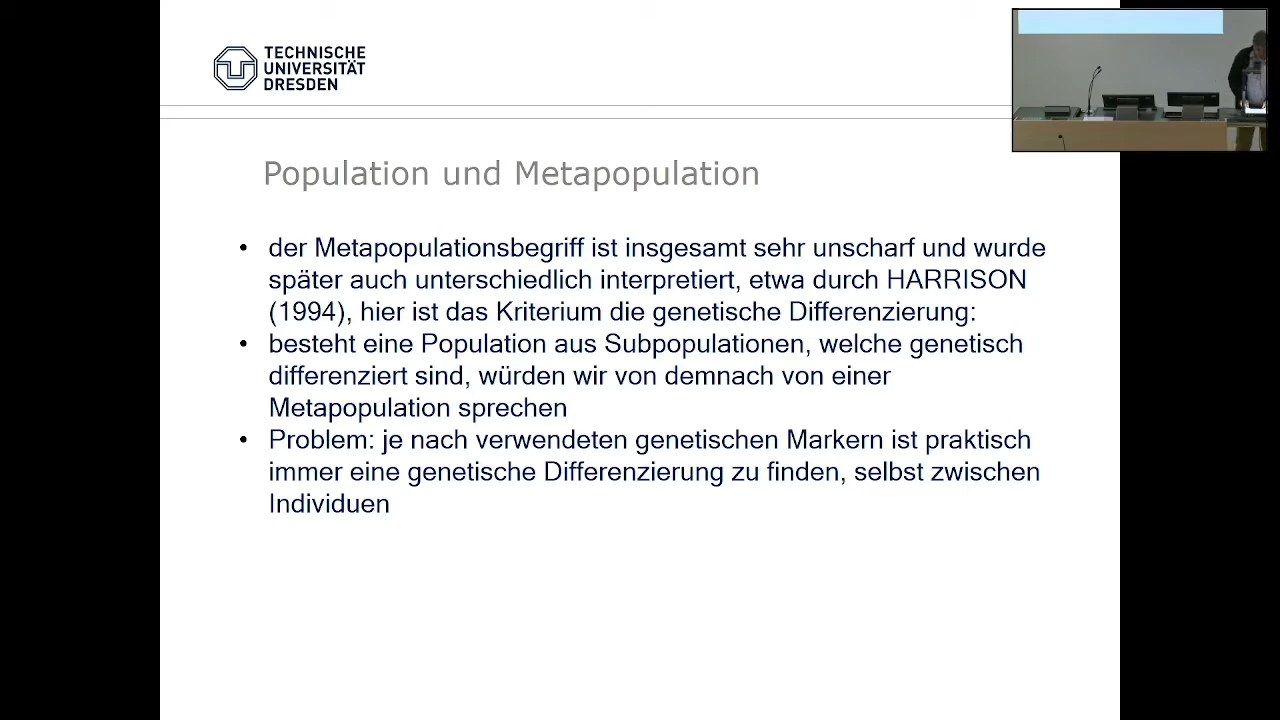 TECHNISCHE
UNIVERSITÄT
DRESDEN
Population und Metapopulation
• der Metapopulationsbegriff ist insgesamt sehr unscharf und wurde
später auch unterschiedlich interpretiert, etwa durch HARRISON
(1994), hier ist das Kriterium die genetische Differenzierung:
• besteht eine Population aus Subpopulationen, welche genetisch
differenziert sind, würden wir von demnach von einer
Metapopulation sprechen
• Problem: je nach verwendeten genetischen Markern ist praktisch
immer eine genetische Differenzierung zu finden, selbst zwischen
Individuen